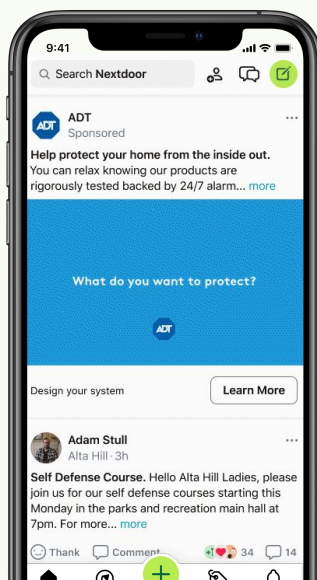 9:41
Search Nextdoor
ADT
ADT
Sponsored
Help protect your home from the inside out.
You can relax knowing our products are
rigorously tested backed by 24/7 alarm... more
What do you want to protect?
ADT
Design your system
Learn More
Adam Stull
Alta Hill · 3h
Self Defense Course. Hello Alta Hill Ladies, please
join us for our self defense courses starting this
Monday in the parks and recreation main hall at
7pm. For more... more
Thank
Comment
34
14